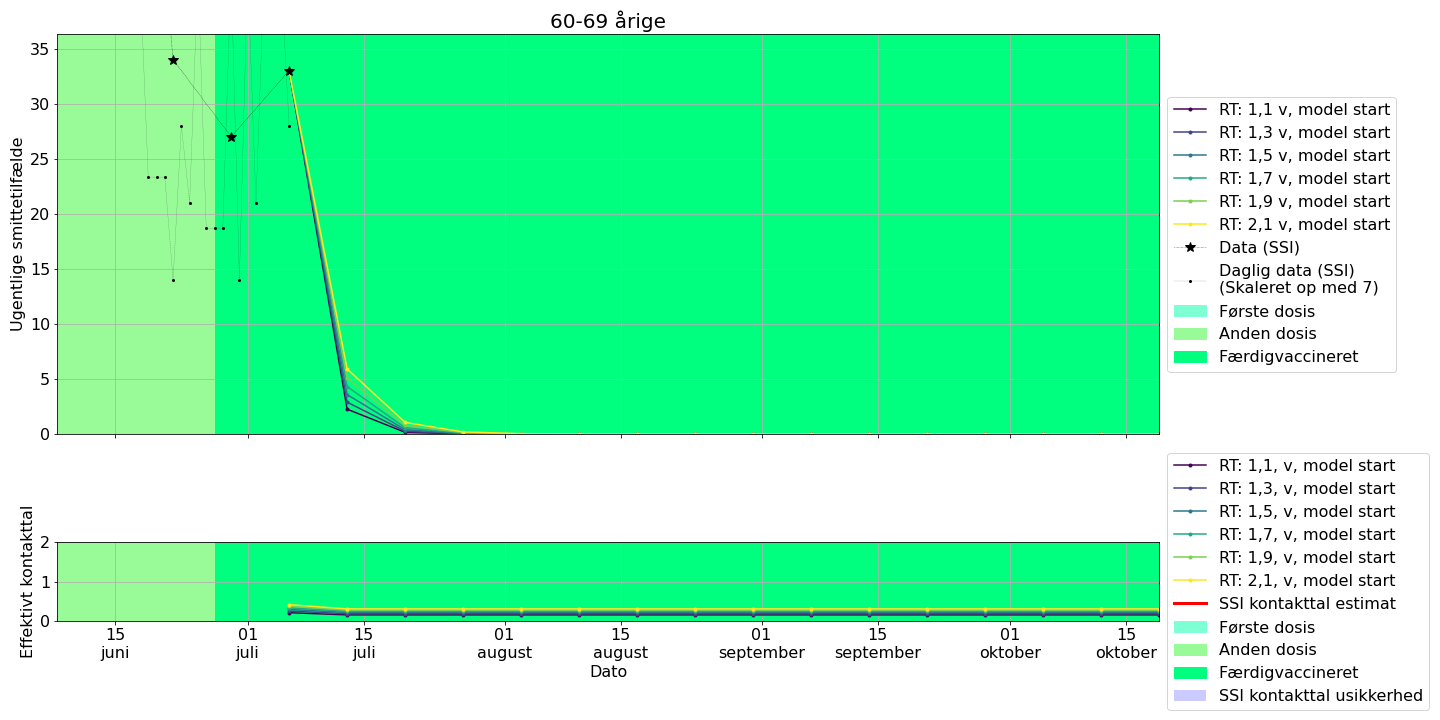 60-69 årige
Ugentlige smittetilfælde
35
30
25
20
15
10
5
0
RT: 1,1 v, model start
RT: 1,3 v, model start
RT: 1,5 v, model start
RT: 1,7 v, model start
RT: 1,9 v, model start
RT: 2,1 v, model start
Data (SSI)
Daglig data (SSI)
(Skaleret op med 7)
Første dosis
Anden dosis
Færdigvaccineret
Effektivt kontakttal
2
1
0
15 01 15 01 15 01 15 01 15
juni juli juli august august september september oktober oktober
Dato
RT: 1,1, v, model start
RT: 1,3, v, model start
RT: 1,5, v, model start
RT: 1,7, v, model start
RT: 1,9, v, model start
RT: 2,1, v, model start
SSI kontakttal estimat
Første dosis
Anden dosis
Færdigvaccineret
SSI kontakttal usikkerhed